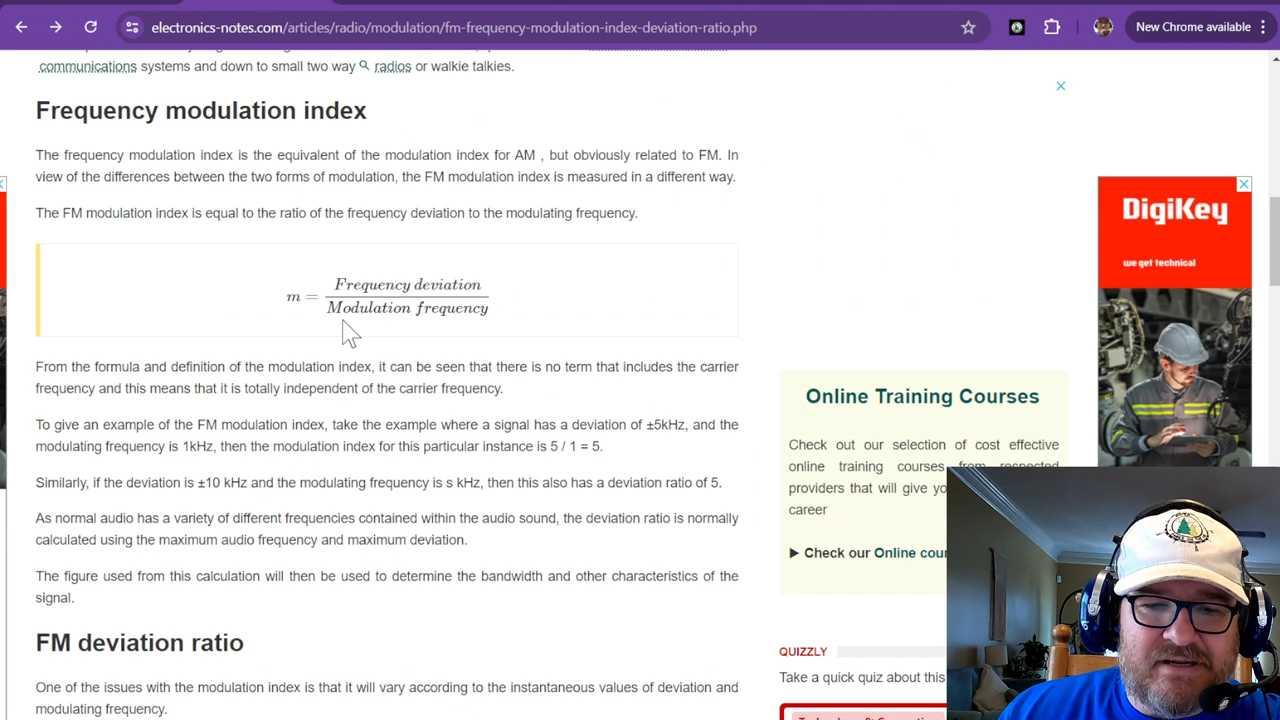 electronics-notes.com/articles/radio/modulation/fm-frequency-modulation-index-deviation-ratio.php
New Chrome available
communications systems and down to small two way radios or walkie talkies.
Frequency modulation index
The frequency modulation index is the equivalent of the modulation index for AM , but obviously related to FM. In
view of the differences between the two forms of modulation, the FM modulation index is measured in a different way.
The FM modulation index is equal to the ratio of the frequency deviation to the modulating frequency.
m = Frequency deviation
Modulation frequency
From the formula and definition of the modulation index, it can be seen that there is no term that includes the carrier
frequency and this means that it is totally independent of the carrier frequency.
To give an example of the FM modulation index, take the example where a signal has a deviation of ±5kHz, and the
modulating frequency is 1kHz, then the modulation index for this particular instance is 5 / 1 = 5.
Similarly, if the deviation is ±10 kHz and the modulating frequency is s kHz, then this also has a deviation ratio of 5.
As normal audio has a variety of different frequencies contained within the audio sound, the deviation ratio is normally
calculated using the maximum audio frequency and maximum deviation.
The figure used from this calculation will then be used to determine the bandwidth and other characteristics of the
signal.
FM deviation ratio
One of the issues with the modulation index is that it will vary according to the instantaneous values of deviation and
modulating frequency.
DigiKey
we get technical
Online Training Courses
Check out our selection of cost effective
online training courses from respected
providers that will give yo
career
▶ Check our Online cour
QUIZZLY
Take a quick quiz about this